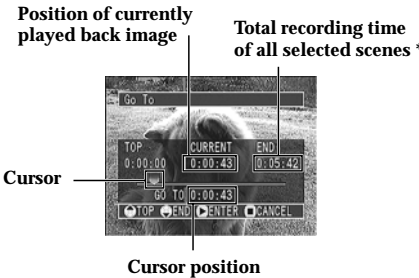 Position of currently
played back image
Total recording time
of all selected scenes *
Go To
TOP CURRENT END
0:00:00 0:00:43 0:05:42
Cursor
GO TO 0:00:43
TOP END ENTER CANCEL
Cursor position